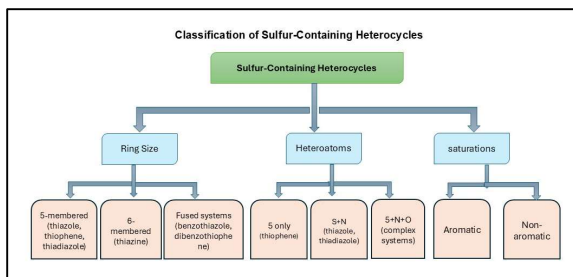 Classification of Sulfur-Containing Heterocycles
Sulfur-Containing Heterocycles
Ring Size
Heteroatoms
saturations
5-membered
(thiazole,
thiophene,
thiadiazole)
6-
membered
(thiazine)
Fused systems
(benzothiazole,
dibenzothiophe
ne)
5 only
(thiophene)
S+N
(thiazole,
thiadiazole)
5+N+O
(complex
systems)
Aromatic
Non-
aromatic